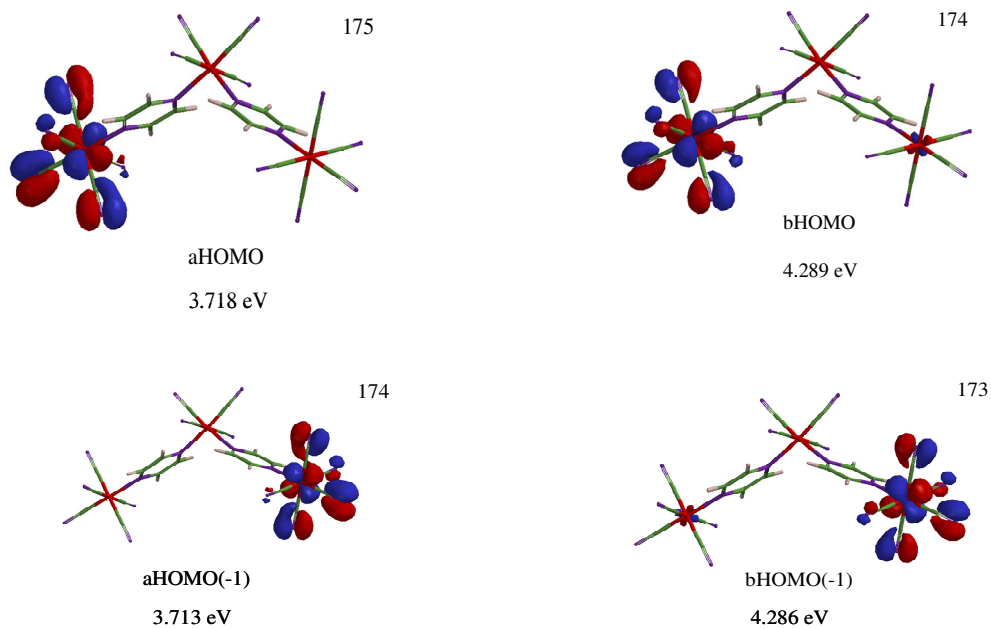 175
aHOMO
3.718 eV
174
bHOMO
4.289 eV
174
aHOMO(-1)
3.713 eV
173
bHOMO(-1)
4.286 eV